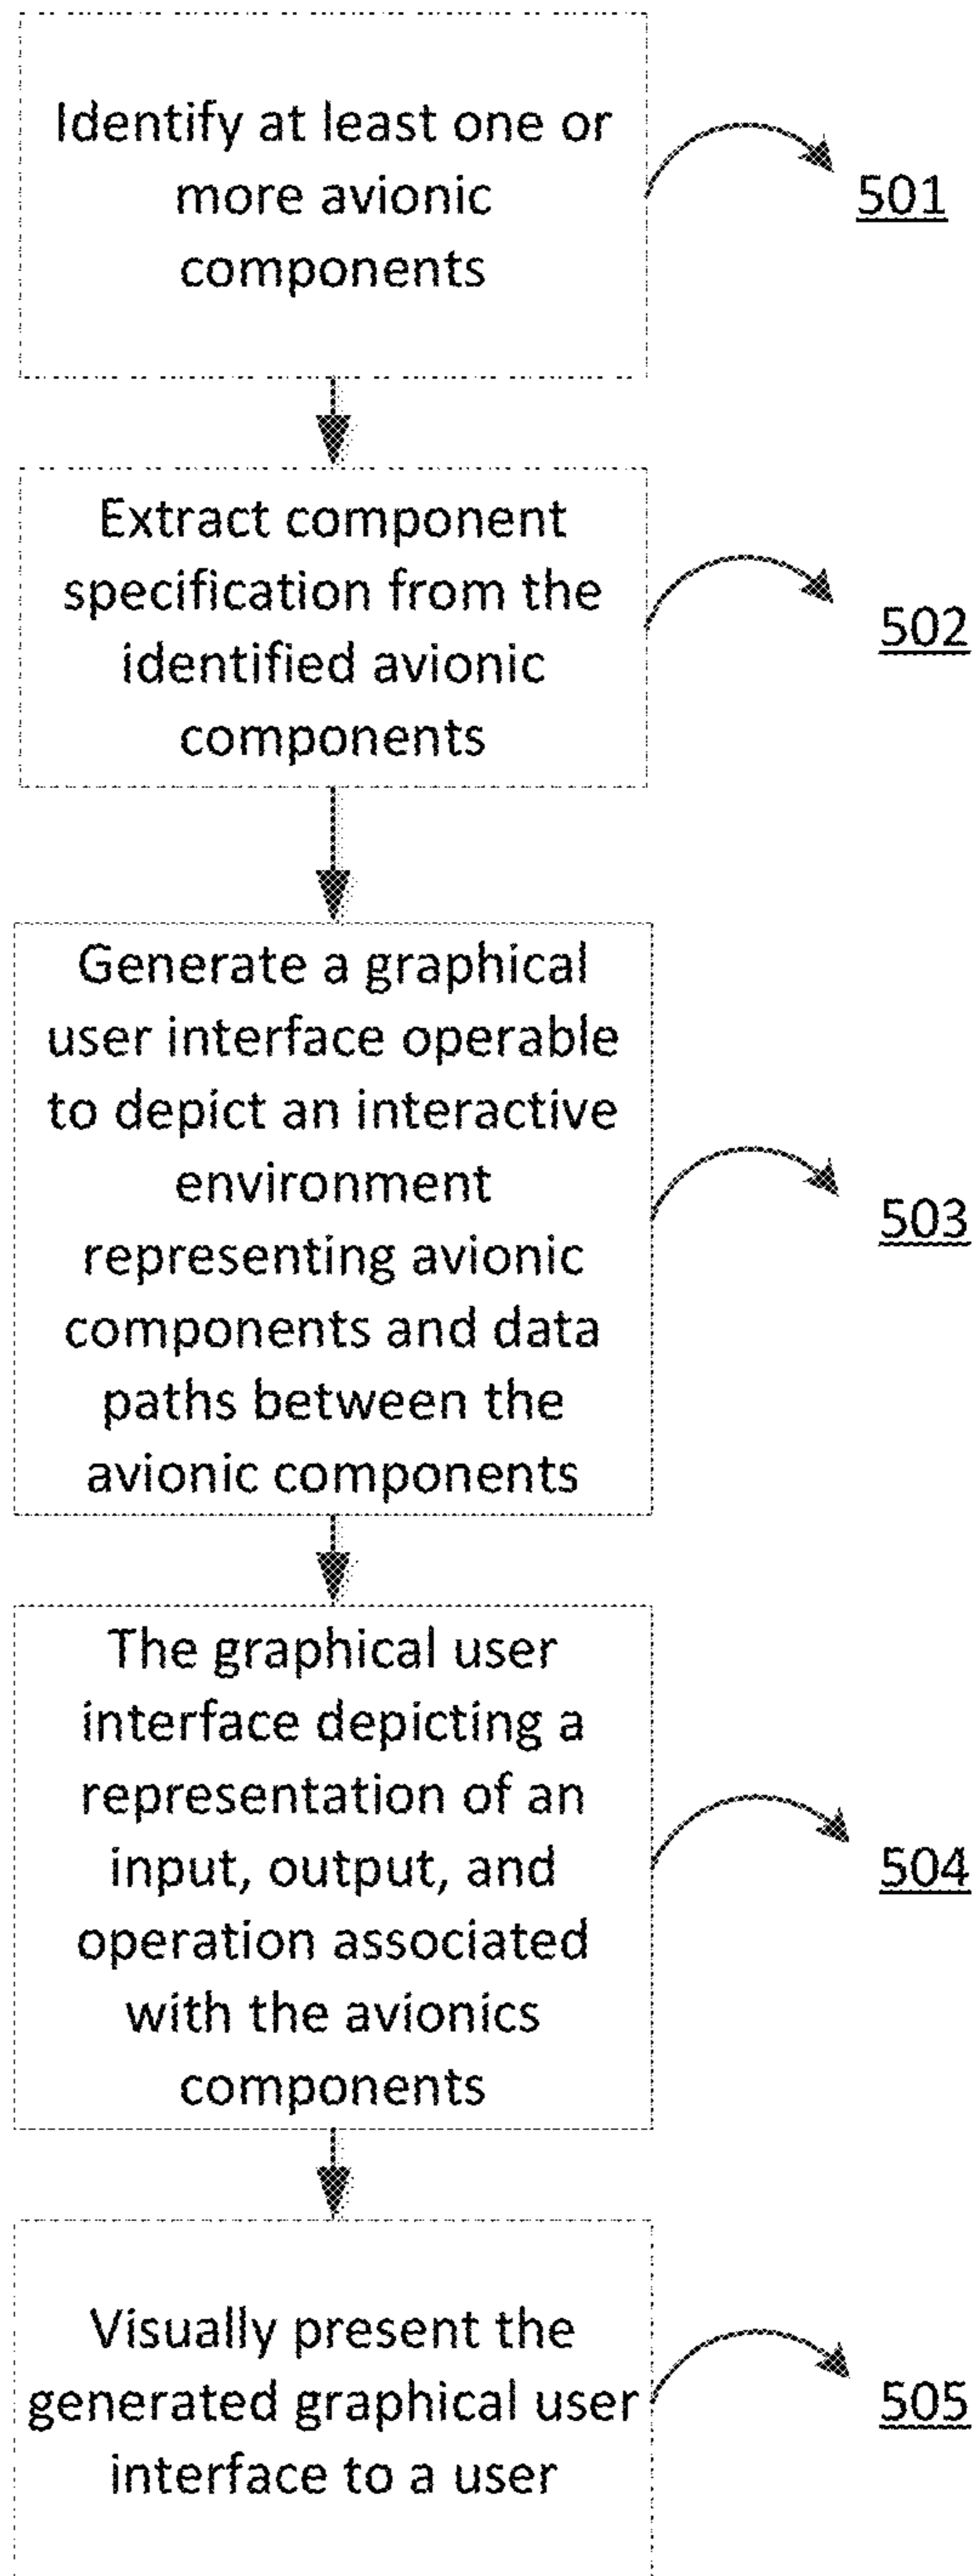 Identify at least one or
more avionic
components
501
Extract component
specification from the
identified avionic
components
502
Generate a graphical
user interface operable
to depict an interactive
environment
representing avionic
components and data
paths between the
avionic components
503
The graphical user
interface depicting a
representation of an
input, output, and
operation associated
with the avionics
components
504
Visually present the
generated graphical user
interface to a user
505